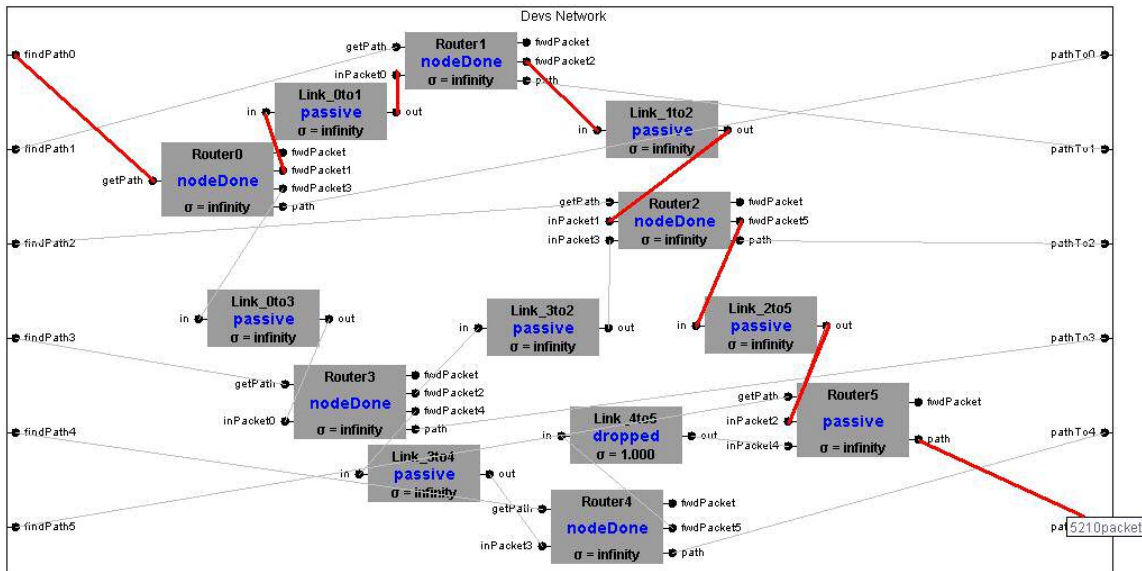 Devs Network
findPath0
findPath1
findPath2
findPath3
findPath4
findPath5
getPath
inPacket0
Router1
nodeDone
σ = infinity
fwdPacket
fwdPacket2
path
in
Link_0to1
passive
σ = infinity
out
getPath
Router0
nodeDone
σ = infinity
fwdPacket
fwdPacket1
fwdPacket3
path
in
Link_1to2
passive
σ = infinity
out
getPath
inPacket1
inPacket3
Router2
nodeDone
σ = infinity
fwdPacket
fwdPacket5
path
in
Link_0to3
passive
σ = infinity
out
in
Link_3to2
passive
σ = infinity
out
in
Link_2to5
passive
σ = infinity
out
getPath
inPacket0
Router3
nodeDone
σ = infinity
fwdPacket
fwdPacket2
fwdPacket4
path
in
Link_4to5
dropped
σ = 1.000
out
getPath
inPacket2
inPacket4
Router5
passive
σ = infinity
fwdPacket
path
in
Link_3to4
passive
σ = infinity
out
getPath
inPacket3
Router4
nodeDone
σ = infinity
fwdPacket
fwdPacket5
path
pathTo0
pathTo1
pathTo2
pathTo3
pathTo4
5210packet